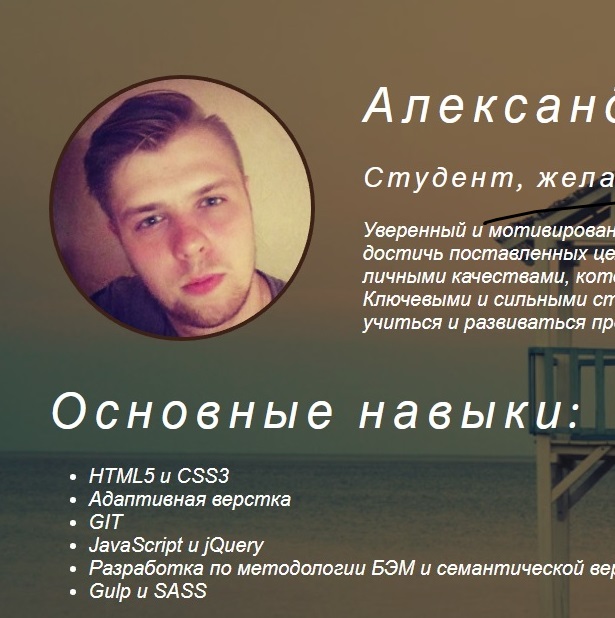 Александ
Студент, жела
Уверенный и мотивирован
достичь поставленных це
личными качествами, кот
Ключевыми и сильными ст
учиться и развиваться пр
Основные навыки:
HTML5 и CSS3
Адаптивная верстка
GIT
JavaScript и jQuery
Разработка по методологии БЭМ и семантической вер
Gulp и SASS